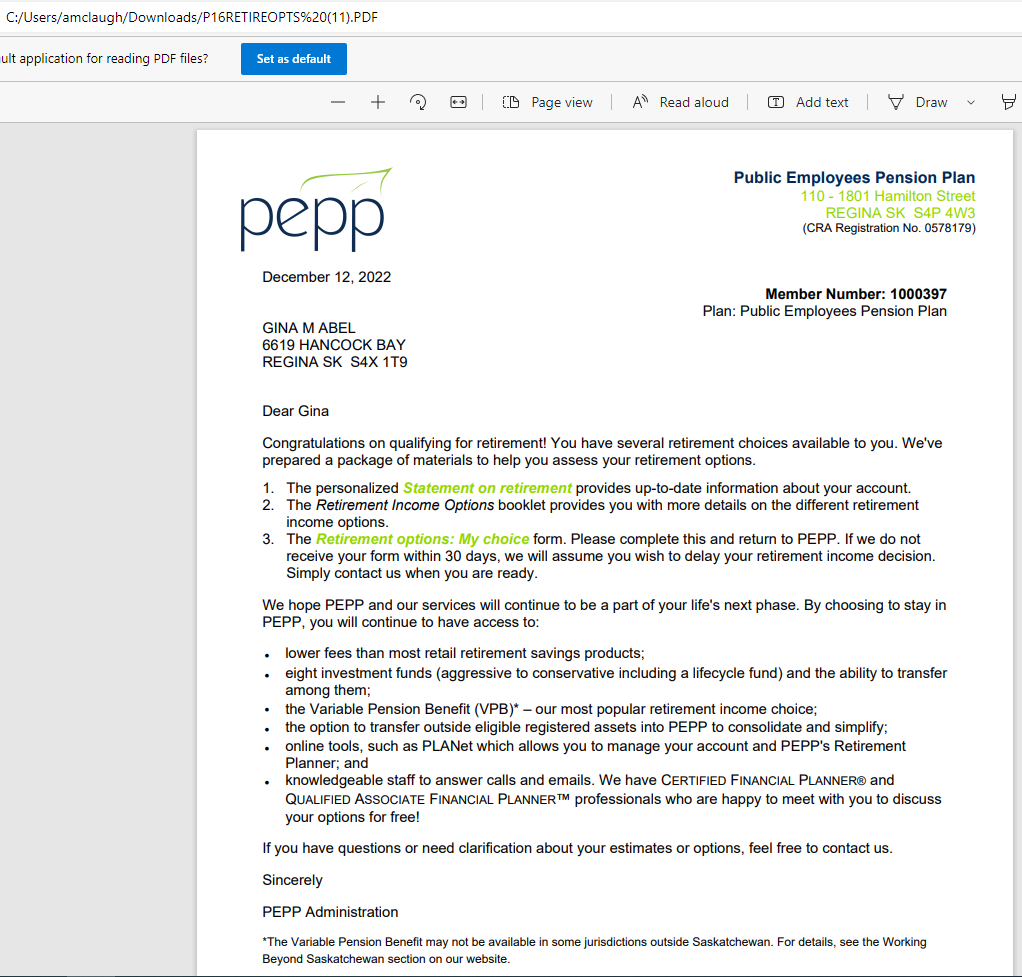 C:/Users/amclaugh/Downloads/P16RETIREOPTS%20(11).PDF
ult application for reading PDF files?
Set as default
Page view
Read aloud
Add text
Draw
pepp
Public Employees Pension Plan
110 - 1801 Hamilton Street
REGINA SK S4P 4W3
(CRA Registration No. 0578179)
December 12, 2022
Member Number: 1000397
Plan: Public Employees Pension Plan
GINA M ABEL
6619 HANCOCK BAY
REGINA SK S4X 1T9
Dear Gina
Congratulations on qualifying for retirement! You have several retirement choices available to you. We've
prepared a package of materials to help you assess your retirement options.
1. The personalized Statement on retirement provides up-to-date information about your account.
2. The Retirement Income Options booklet provides you with more details on the different retirement
income options.
3. The Retirement options: My choice form. Please complete this and return to PEPP. If we do not
receive your form within 30 days, we will assume you wish to delay your retirement income decision.
Simply contact us when you are ready.
We hope PEPP and our services will continue to be a part of your life's next phase. By choosing to stay in
PEPP, you will continue to have access to:
• lower fees than most retail retirement savings products;
• eight investment funds (aggressive to conservative including a lifecycle fund) and the ability to transfer
among them;
• the Variable Pension Benefit (VPB)* – our most popular retirement income choice;
• the option to transfer outside eligible registered assets into PEPP to consolidate and simplify;
• online tools, such as PLANet which allows you to manage your account and PEPP's Retirement
Planner; and
• knowledgeable staff to answer calls and emails. We have CERTIFIED FINANCIAL PLANNER® and
QUALIFIED ASSOCIATE FINANCIAL PLANNER™ professionals who are happy to meet with you to discuss
your options for free!
If you have questions or need clarification about your estimates or options, feel free to contact us.
Sincerely
PEPP Administration
*The Variable Pension Benefit may not be available in some jurisdictions outside Saskatchewan. For details, see the Working
Beyond Saskatchewan section on our website.